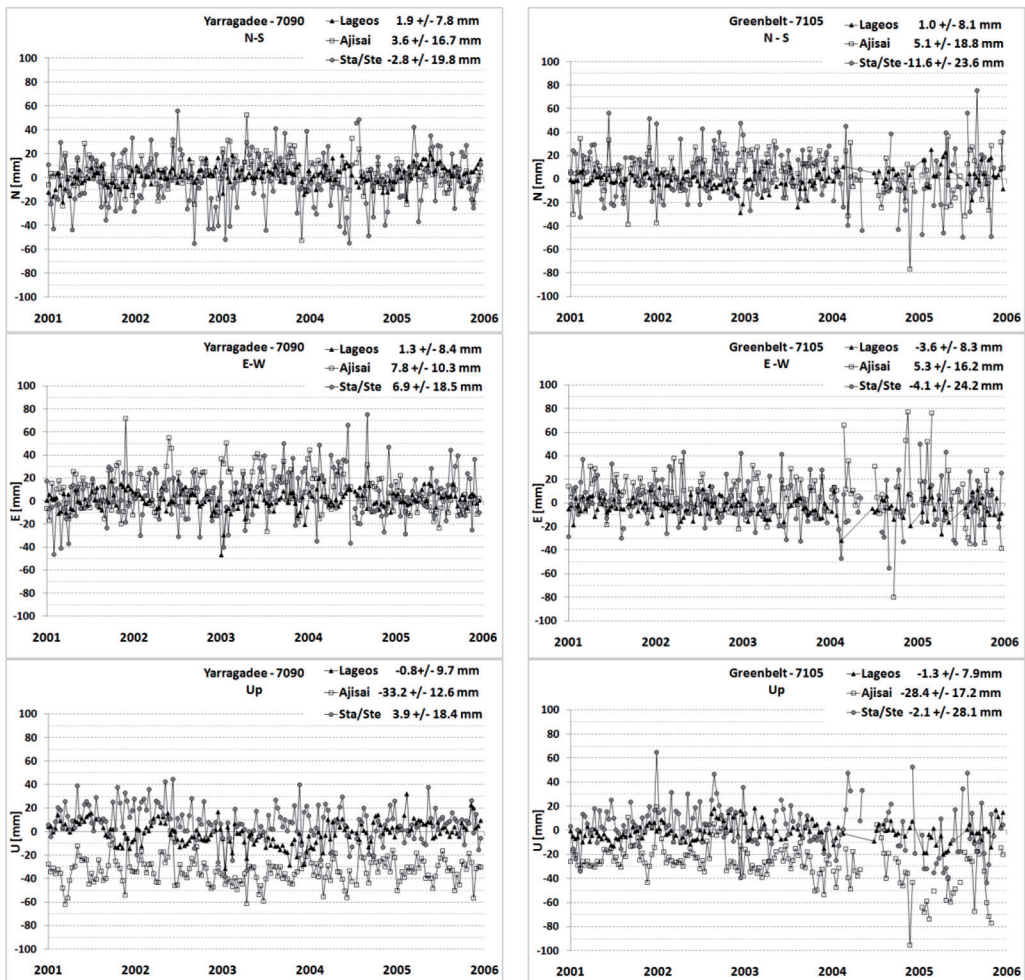 Yarragadee - 7090
N-S
Lageos 1.9 +/- 7.8 mm
Ajisai 3.6 +/- 16.7 mm
Sta/Ste -2.8 +/- 19.8 mm
N [mm]
100
80
60
40
20
0
-20
-40
-60
-80
-100
2001 2002 2003 2004 2005 2006
Greenbelt - 7105
N - S
Lageos 1.0 +/- 8.1 mm
Ajisai 5.1 +/- 18.8 mm
Sta/Ste -11.6 +/- 23.6 mm
N [mm]
100
80
60
40
20
0
-20
-40
-60
-80
-100
2001 2002 2003 2004 2005 2006
Yarragadee - 7090
E-W
Lageos 1.3 +/- 8.4 mm
Ajisai 7.8 +/- 10.3 mm
Sta/Ste 6.9 +/- 18.5 mm
E [mm]
100
80
60
40
20
0
-20
-40
-60
-80
-100
2001 2002 2003 2004 2005 2006
Greenbelt - 7105
E -W
Lageos -3.6 +/- 8.3 mm
Ajisai 5.3 +/- 16.2 mm
Sta/Ste -4.1 +/- 24.2 mm
E [mm]
100
80
60
40
20
0
-20
-40
-60
-80
-100
2001 2002 2003 2004 2005 2006
Yarragadee - 7090
Up
Lageos -0.8+/- 9.7 mm
Ajisai -33.2 +/- 12.6 mm
Sta/Ste 3.9 +/- 18.4 mm
U [mm]
100
80
60
40
20
0
-20
-40
-60
-80
-100
2001 2002 2003 2004 2005 2006
Greenbelt - 7105
Up
Lageos -1.3 +/- 7.9mm
Ajisai -28.4 +/- 17.2 mm
Sta/Ste -2.1 +/- 28.1 mm
U [mm]
100
80
60
40
20
0
-20
-40
-60
-80
-100
2001 2002 2003 2004 2005 2006